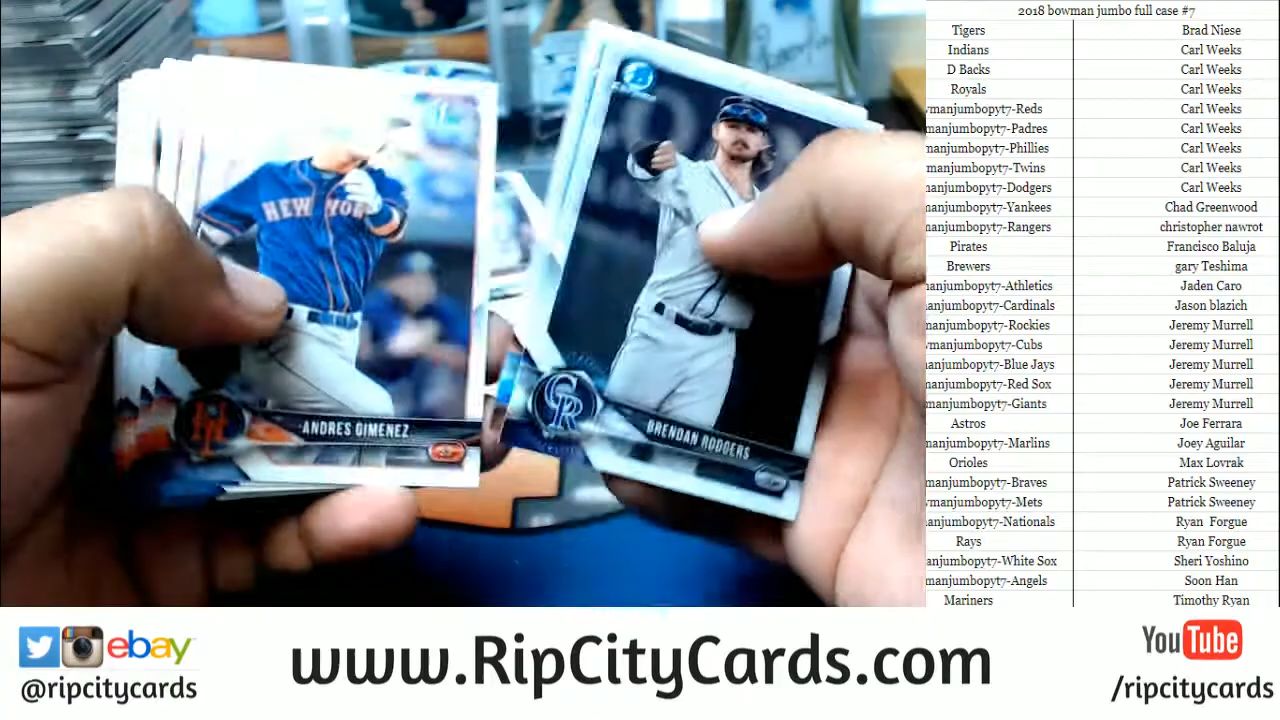 2018 bowman jumbo full case #7
Tigers Brad Niese
Indians Carl Weeks
D Backs Carl Weeks
Royals Carl Weeks
manjumbopyt7-Reds Carl Weeks
manjumbopyt7-Padres Carl Weeks
manjumbopyt7-Phillies Carl Weeks
manjumbopyt7-Twins Carl Weeks
manjumbopyt7-Dodgers Carl Weeks
manjumbopyt7-Yankees Chad Greenwood
manjumbopyt7-Rangers christopher nawrot
Pirates Francisco Baluja
Brewers gary Teshima
manjumbopyt7-Athletics Jaden Caro
manjumbopyt7-Cardinals Jason blazich
manjumbopyt7-Rockies Jeremy Murrell
manjumbopyt7-Cubs Jeremy Murrell
manjumbopyt7-Blue Jays Jeremy Murrell
manjumbopyt7-Red Sox Jeremy Murrell
manjumbopyt7-Giants Jeremy Murrell
Astros Joe Ferrara
manjumbopyt7-Marlins Joey Aguilar
Orioles Max Lovrak
manjumbopyt7-Braves Patrick Sweeney
manjumbopyt7-Mets Patrick Sweeney
anjumbopyt7-Nationals Ryan Forgue
Rays Ryan Forgue
anjumbopyt7-White Sox Sheri Yoshino
manjumbopyt7-Angels Soon Han
Mariners Timothy Ryan
NEW YORK
ANDRES GIMENEZ
CR
BRENDAN RODGERS
ebay
@ripcitycards
www.RipCityCards.com
YouTube
/ripcitycards